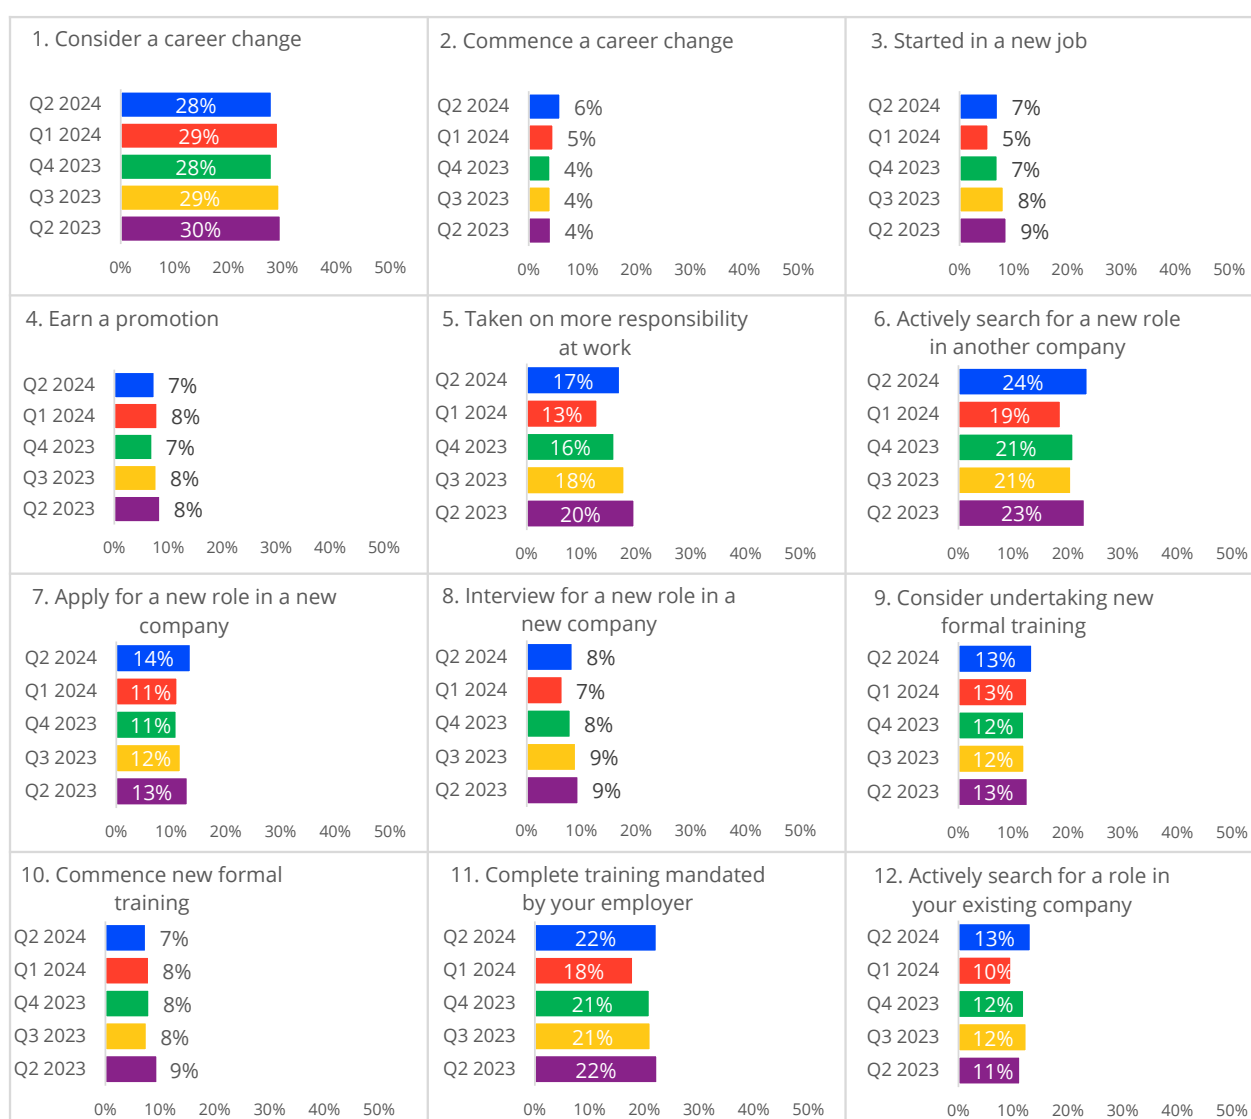 1. Consider a career change
Q2 2024 28%
Q1 2024 29%
Q4 2023 28%
Q3 2023 29%
Q2 2023 30%
0% 10% 20% 30% 40% 50%
2. Commence a career change
Q2 2024 6%
Q1 2024 5%
Q4 2023 4%
Q3 2023 4%
Q2 2023 4%
0% 10% 20% 30% 40% 50%
3. Started in a new job
Q2 2024 7%
Q1 2024 5%
Q4 2023 7%
Q3 2023 8%
Q2 2023 9%
0% 10% 20% 30% 40% 50%
4. Earn a promotion
Q2 2024 7%
Q1 2024 8%
Q4 2023 7%
Q3 2023 8%
Q2 2023 8%
0% 10% 20% 30% 40% 50%
5. Taken on more responsibility
at work
Q2 2024 17%
Q1 2024 13%
Q4 2023 16%
Q3 2023 18%
Q2 2023 20%
0% 10% 20% 30% 40% 50%
6. Actively search for a new role
in another company
Q2 2024 24%
Q1 2024 19%
Q4 2023 21%
Q3 2023 21%
Q2 2023 23%
0% 10% 20% 30% 40% 50%
7. Apply for a new role in a new
company
Q2 2024 14%
Q1 2024 11%
Q4 2023 11%
Q3 2023 12%
Q2 2023 13%
0% 10% 20% 30% 40% 50%
8. Interview for a new role in a
new company
Q2 2024 8%
Q1 2024 7%
Q4 2023 8%
Q3 2023 9%
Q2 2023 9%
0% 10% 20% 30% 40% 50%
9. Consider undertaking new
formal training
Q2 2024 13%
Q1 2024 13%
Q4 2023 12%
Q3 2023 12%
Q2 2023 13%
0% 10% 20% 30% 40% 50%
10. Commence new formal
training
Q2 2024 7%
Q1 2024 8%
Q4 2023 8%
Q3 2023 8%
Q2 2023 9%
0% 10% 20% 30% 40% 50%
11. Complete training mandated
by your employer
Q2 2024 22%
Q1 2024 18%
Q4 2023 21%
Q3 2023 21%
Q2 2023 22%
0% 10% 20% 30% 40% 50%
12. Actively search for a role in
your existing company
Q2 2024 13%
Q1 2024 10%
Q4 2023 12%
Q3 2023 12%
Q2 2023 11%
0% 10% 20% 30% 40% 50%